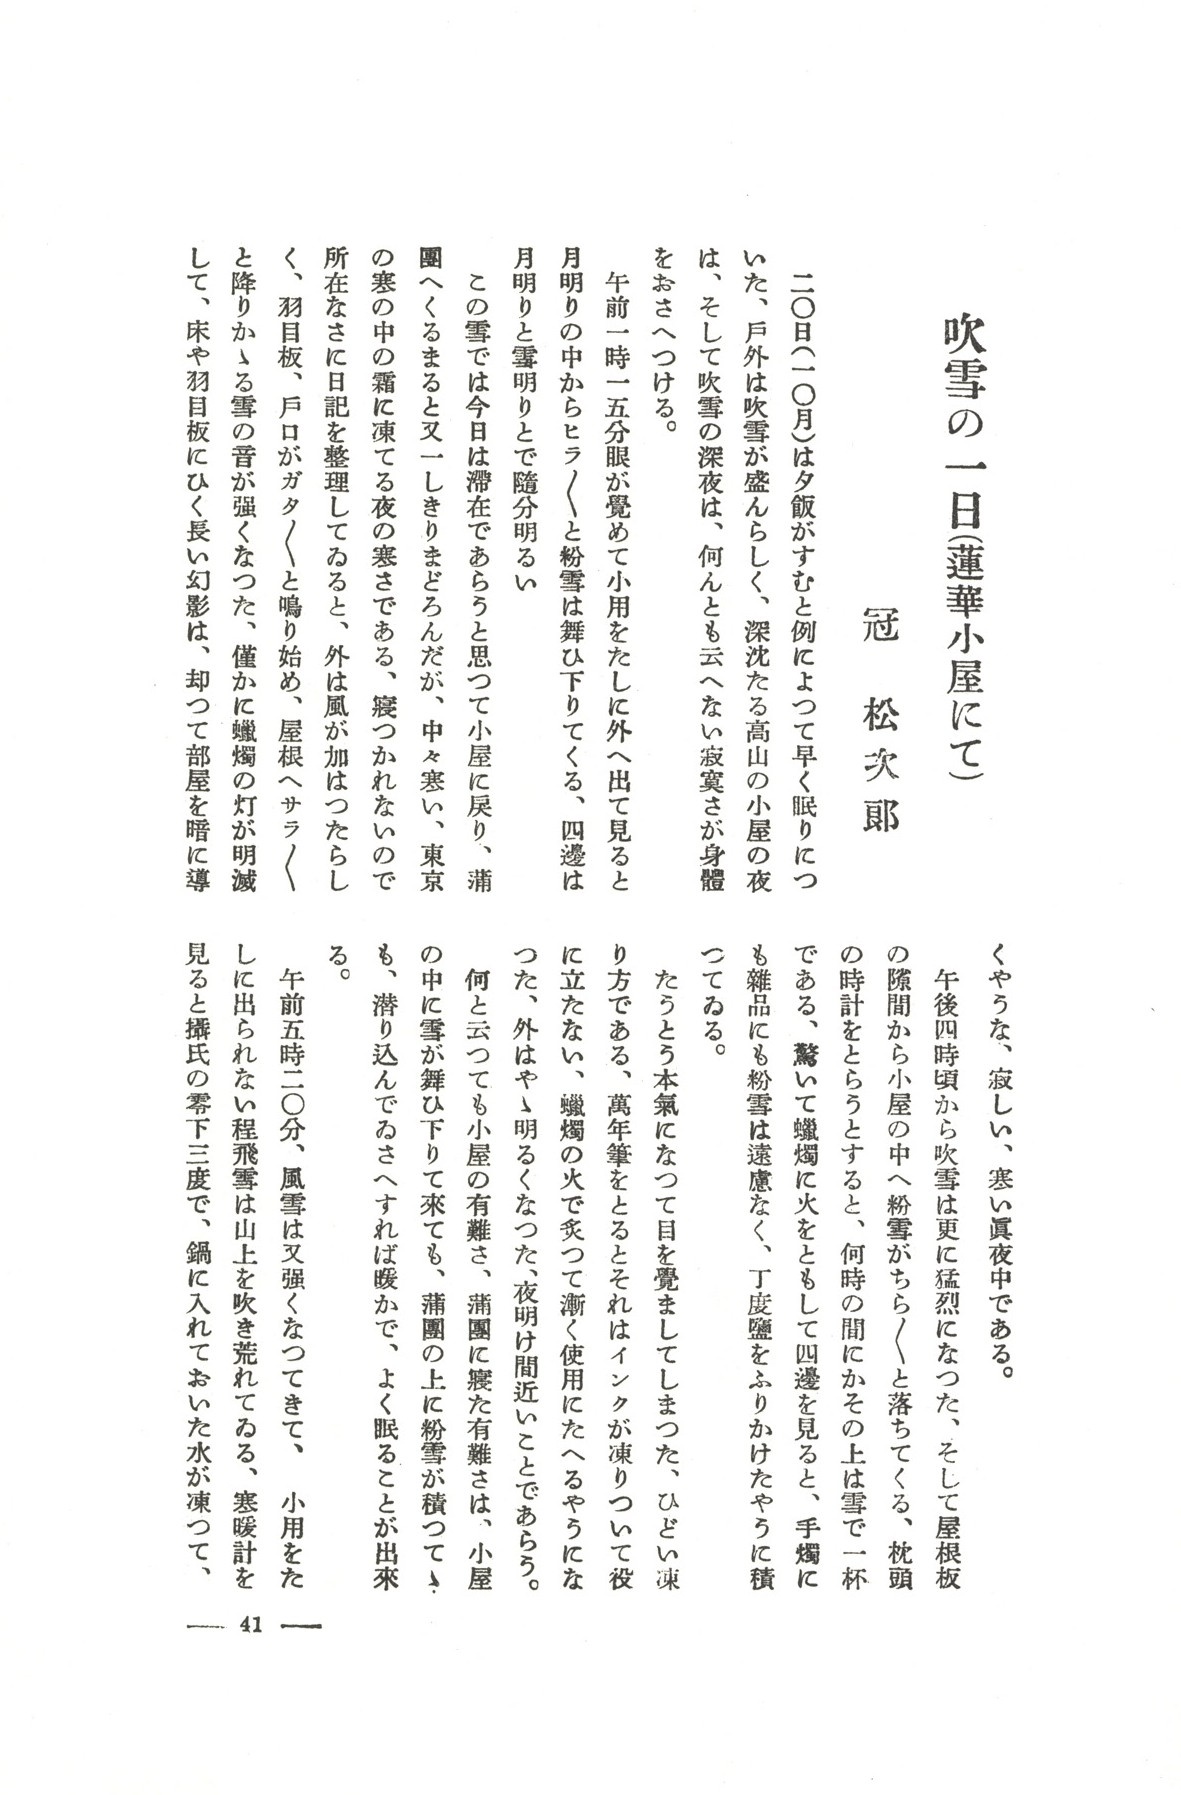 吹雪の一日(蓮華小屋にて)
冠 松次郎
二〇日(一〇月)は夕飯がすむと例によつて早く眠りにつ
いた、戸外は吹雪が盛んらしく、深沈たる高山の小屋の夜
は、そして吹雪の深夜は、何んとも云へない寂寞さが身體
をおさへつける。
午前一時一五分眼が覺めて小用をたしに外へ出て見ると
月明りの中からヒラ〳〵と粉雪は舞ひ下りてくる、四邊は
月明りと雪明りとで隨分明るい
この雪では今日は滯在であらうと思つて小屋に戻り、蒲
團へくるまると又一しきりまどろんだが、中々寒い、東京
の寒の中の霜に凍てる夜の寒さである、寢つかれないので
所在なさに日記を整理してゐると、外は風が加はつたらし
く、羽目板、戸口がガタ〳〵と鳴り始め、屋根へサラ〳〵
と降りかゝる雪の音が强くなつた、僅かに蠟燭の灯が明滅
して、床や羽目板にひく長い幻影は、却つて部屋を暗に導
くやうな、寂しい、寒い眞夜中である。
午後四時頃から吹雪は更に猛烈になつた、そして屋根板
の隙間から小屋の中へ粉雪がちら〳〵と落ちてくる、枕頭
の時計をとらうとすると、何時の間にかその上は雪で一杯
である、驚いて蠟燭に火をともして四邊を見ると、手燭に
も雜品にも粉雪は遠慮なく、丁度鹽をふりかけたやうに積
つてゐる。
たうとう本氣になつて目を覺ましてしまつた、ひどい凍
り方である、萬年筆をとるとそれはインクが凍りついて役
に立たない、蠟燭の火で炙つて漸く使用にたへるやうにな
つた、外はやゝ明るくなつた、夜明け間近いことであらう。
何と云つても小屋の有難さ、蒲團に寢た有難さは、小屋
の中に雪が舞ひ下りて來ても、蒲團の上に粉雪が積つてゝ
も、潜り込んでゐさへすれば暖かで、よく眠ることが出來
る。
午前五時二〇分、風雪は又强くなつてきて、 小用をた
しに出られない程飛雪は山上を吹き荒れてゐる、寒暖計を
見ると攝氏の零下三度で、鍋に入れておいた水が凍つて、
— 41 —